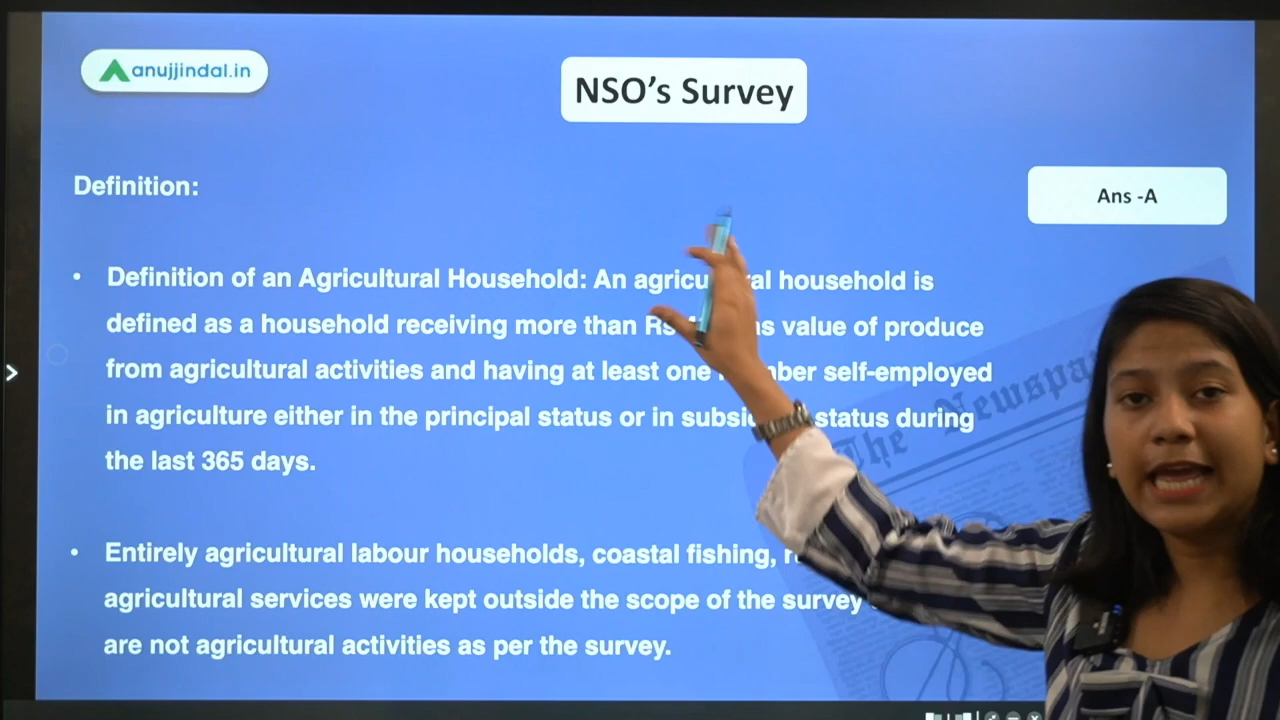 anujjindal.in
NSO's Survey
Definition:
Ans -A
• Definition of an Agricultural Household: An agricultural household is
defined as a household receiving more than Rs as value of produce
from agricultural activities and having at least one member self-employed
in agriculture either in the principal status or in subsidiary status during
the last 365 days.
• Entirely agricultural labour households, coastal fishing,
agricultural services were kept outside the scope of the survey
are not agricultural activities as per the survey.
The Newspa